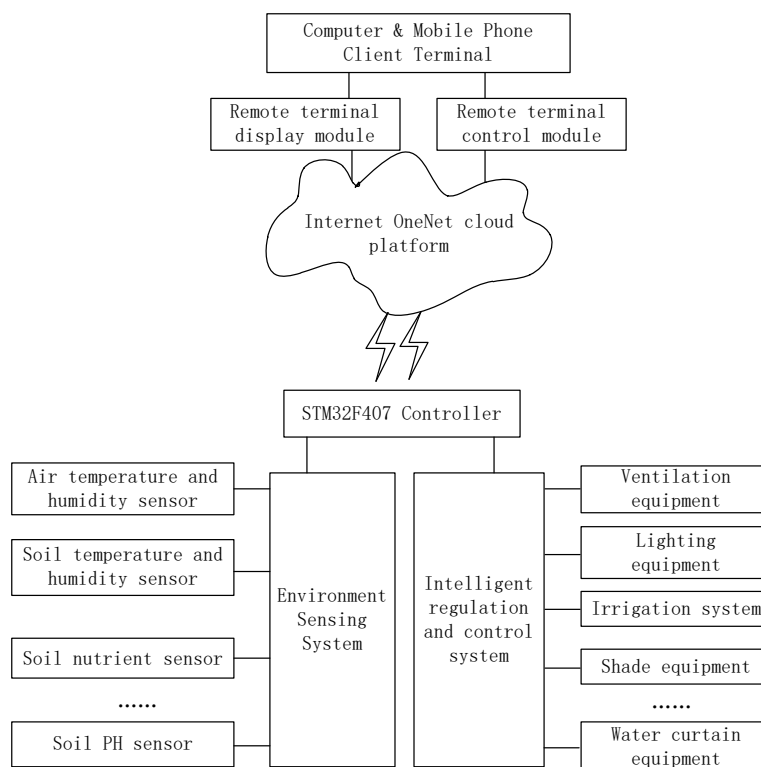 Computer & Mobile Phone
Client Terminal
Remote terminal
display module
Remote terminal
control module
Internet OneNet cloud
platform
STM32F407 Controller
Air temperature and
humidity sensor
Soil temperature and
humidity sensor
Soil nutrient sensor
......
Soil PH sensor
Environment
Sensing
System
Intelligent
regulation
and control
system
Ventilation
equipment
Lighting
equipment
Irrigation system
Shade equipment
......
Water curtain
equipment